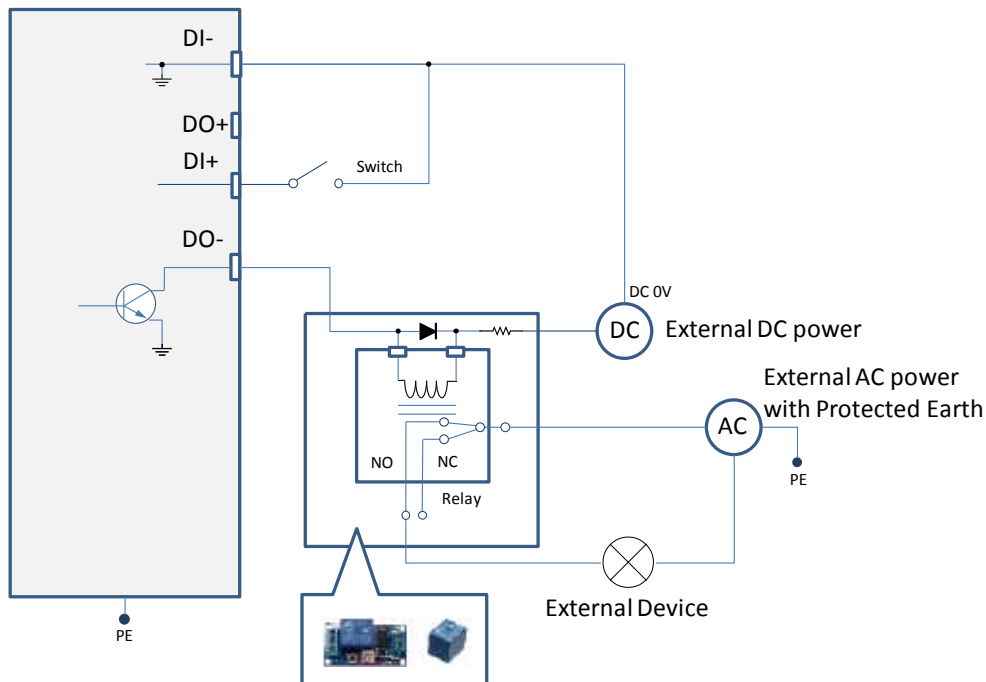 DI-
DO+
DI+
Switch
DO-
DC 0V
DC
External DC power
External AC power
with Protected Earth
AC
NO
NC
PE
Relay
External Device
PE